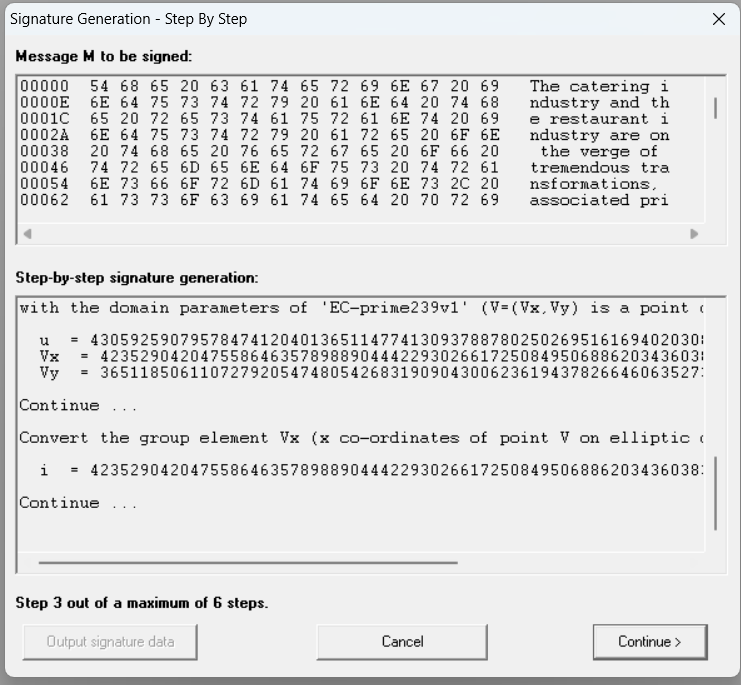 Signature Generation - Step By Step
Message M to be signed:
00000 54 68 65 20 63 61 74 65 72 69 6E 67 20 69 The catering i
0000E 6E 64 75 73 74 72 79 20 61 6E 64 20 74 68 ndustry and th
0001C 65 20 72 65 73 74 61 75 72 61 6E 74 20 69 e restaurant i
0002A 6E 64 75 73 74 72 79 20 61 72 65 20 6F 6E ndustry are on
00038 20 74 68 65 20 76 65 72 67 65 20 6F 66 20 the verge of
00046 74 72 65 6D 65 6E 64 6F 75 73 20 74 72 61 tremendous tra
00054 6E 73 66 6F 72 6D 61 74 69 6F 6E 73 2C 20 nsformations,
00062 61 73 73 6F 63 69 61 74 65 64 20 70 72 69 associated pri
Step-by-step signature generation:
with the domain parameters of 'EC-prime239v1' (V=(Vx,Vy) is a point
u = 4305925907957847412040136511477413093788780250269516169402030
Vx = 423529042047558646357898890444229302661725084950688620343603
Vy = 36511850611072792054748054268319090430062361943782664606352
Continue ...
Convert the group element Vx (x co-ordinates of point V on elliptic
i = 4235290420475586463578988904442293026617250849506886203436038
Continue ...
Step 3 out of a maximum of 6 steps.
Output signature data
Cancel
Continue >